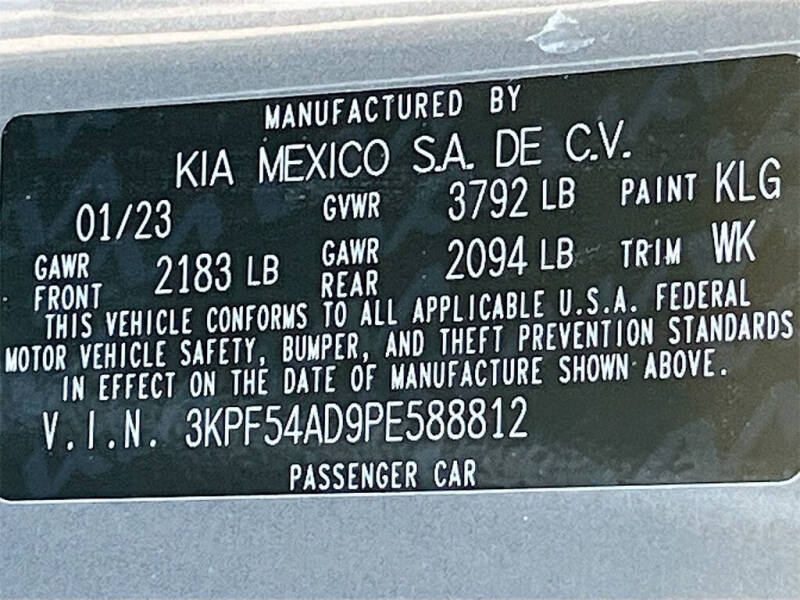 MANUFACTURED BY
KIA MEXICO S.A. DE C.V.
01/23 GVWR 3792 LB PAINT KLG
GAWR FRONT 2183 LB GAWR REAR 2094 LB TRIM WK
THIS VEHICLE CONFORMS TO ALL APPLICABLE U.S.A. FEDERAL
MOTOR VEHICLE SAFETY, BUMPER, AND THEFT PREVENTION STANDARDS
IN EFFECT ON THE DATE OF MANUFACTURE SHOWN ABOVE.
V.I.N. 3KPF54AD9PE588812
PASSENGER CAR